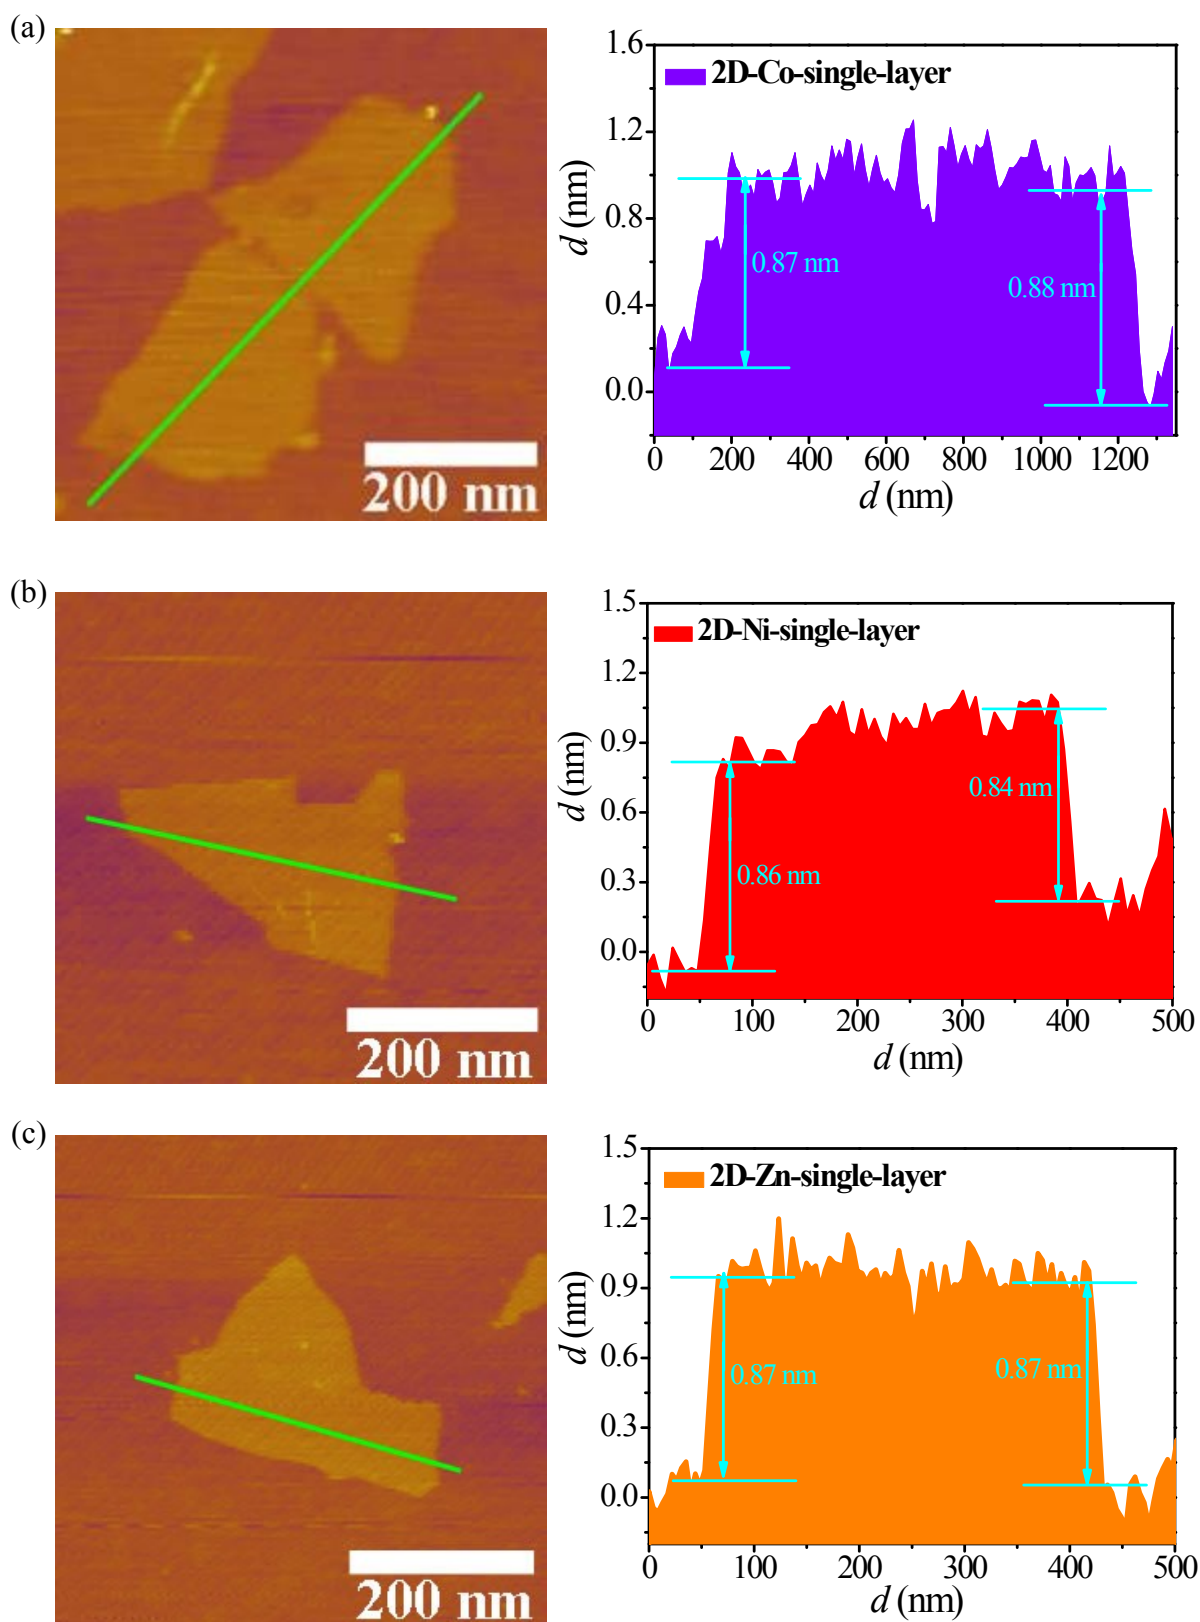 (a)
200 nm
2D-Co-single-layer
1.6
1.2
0.8
0.4
0.0
d (nm)
0.87 nm
0.88 nm
0 200 400 600 800 1000 1200
d (nm)
(b)
200 nm
2D-Ni-single-layer
1.5
1.2
0.9
0.6
0.3
0.0
d (nm)
0.86 nm
0.84 nm
0 100 200 300 400 500
d (nm)
(c)
200 nm
2D-Zn-single-layer
1.5
1.2
0.9
0.6
0.3
0.0
d (nm)
0.87 nm
0.87 nm
0 100 200 300 400 500
d (nm)